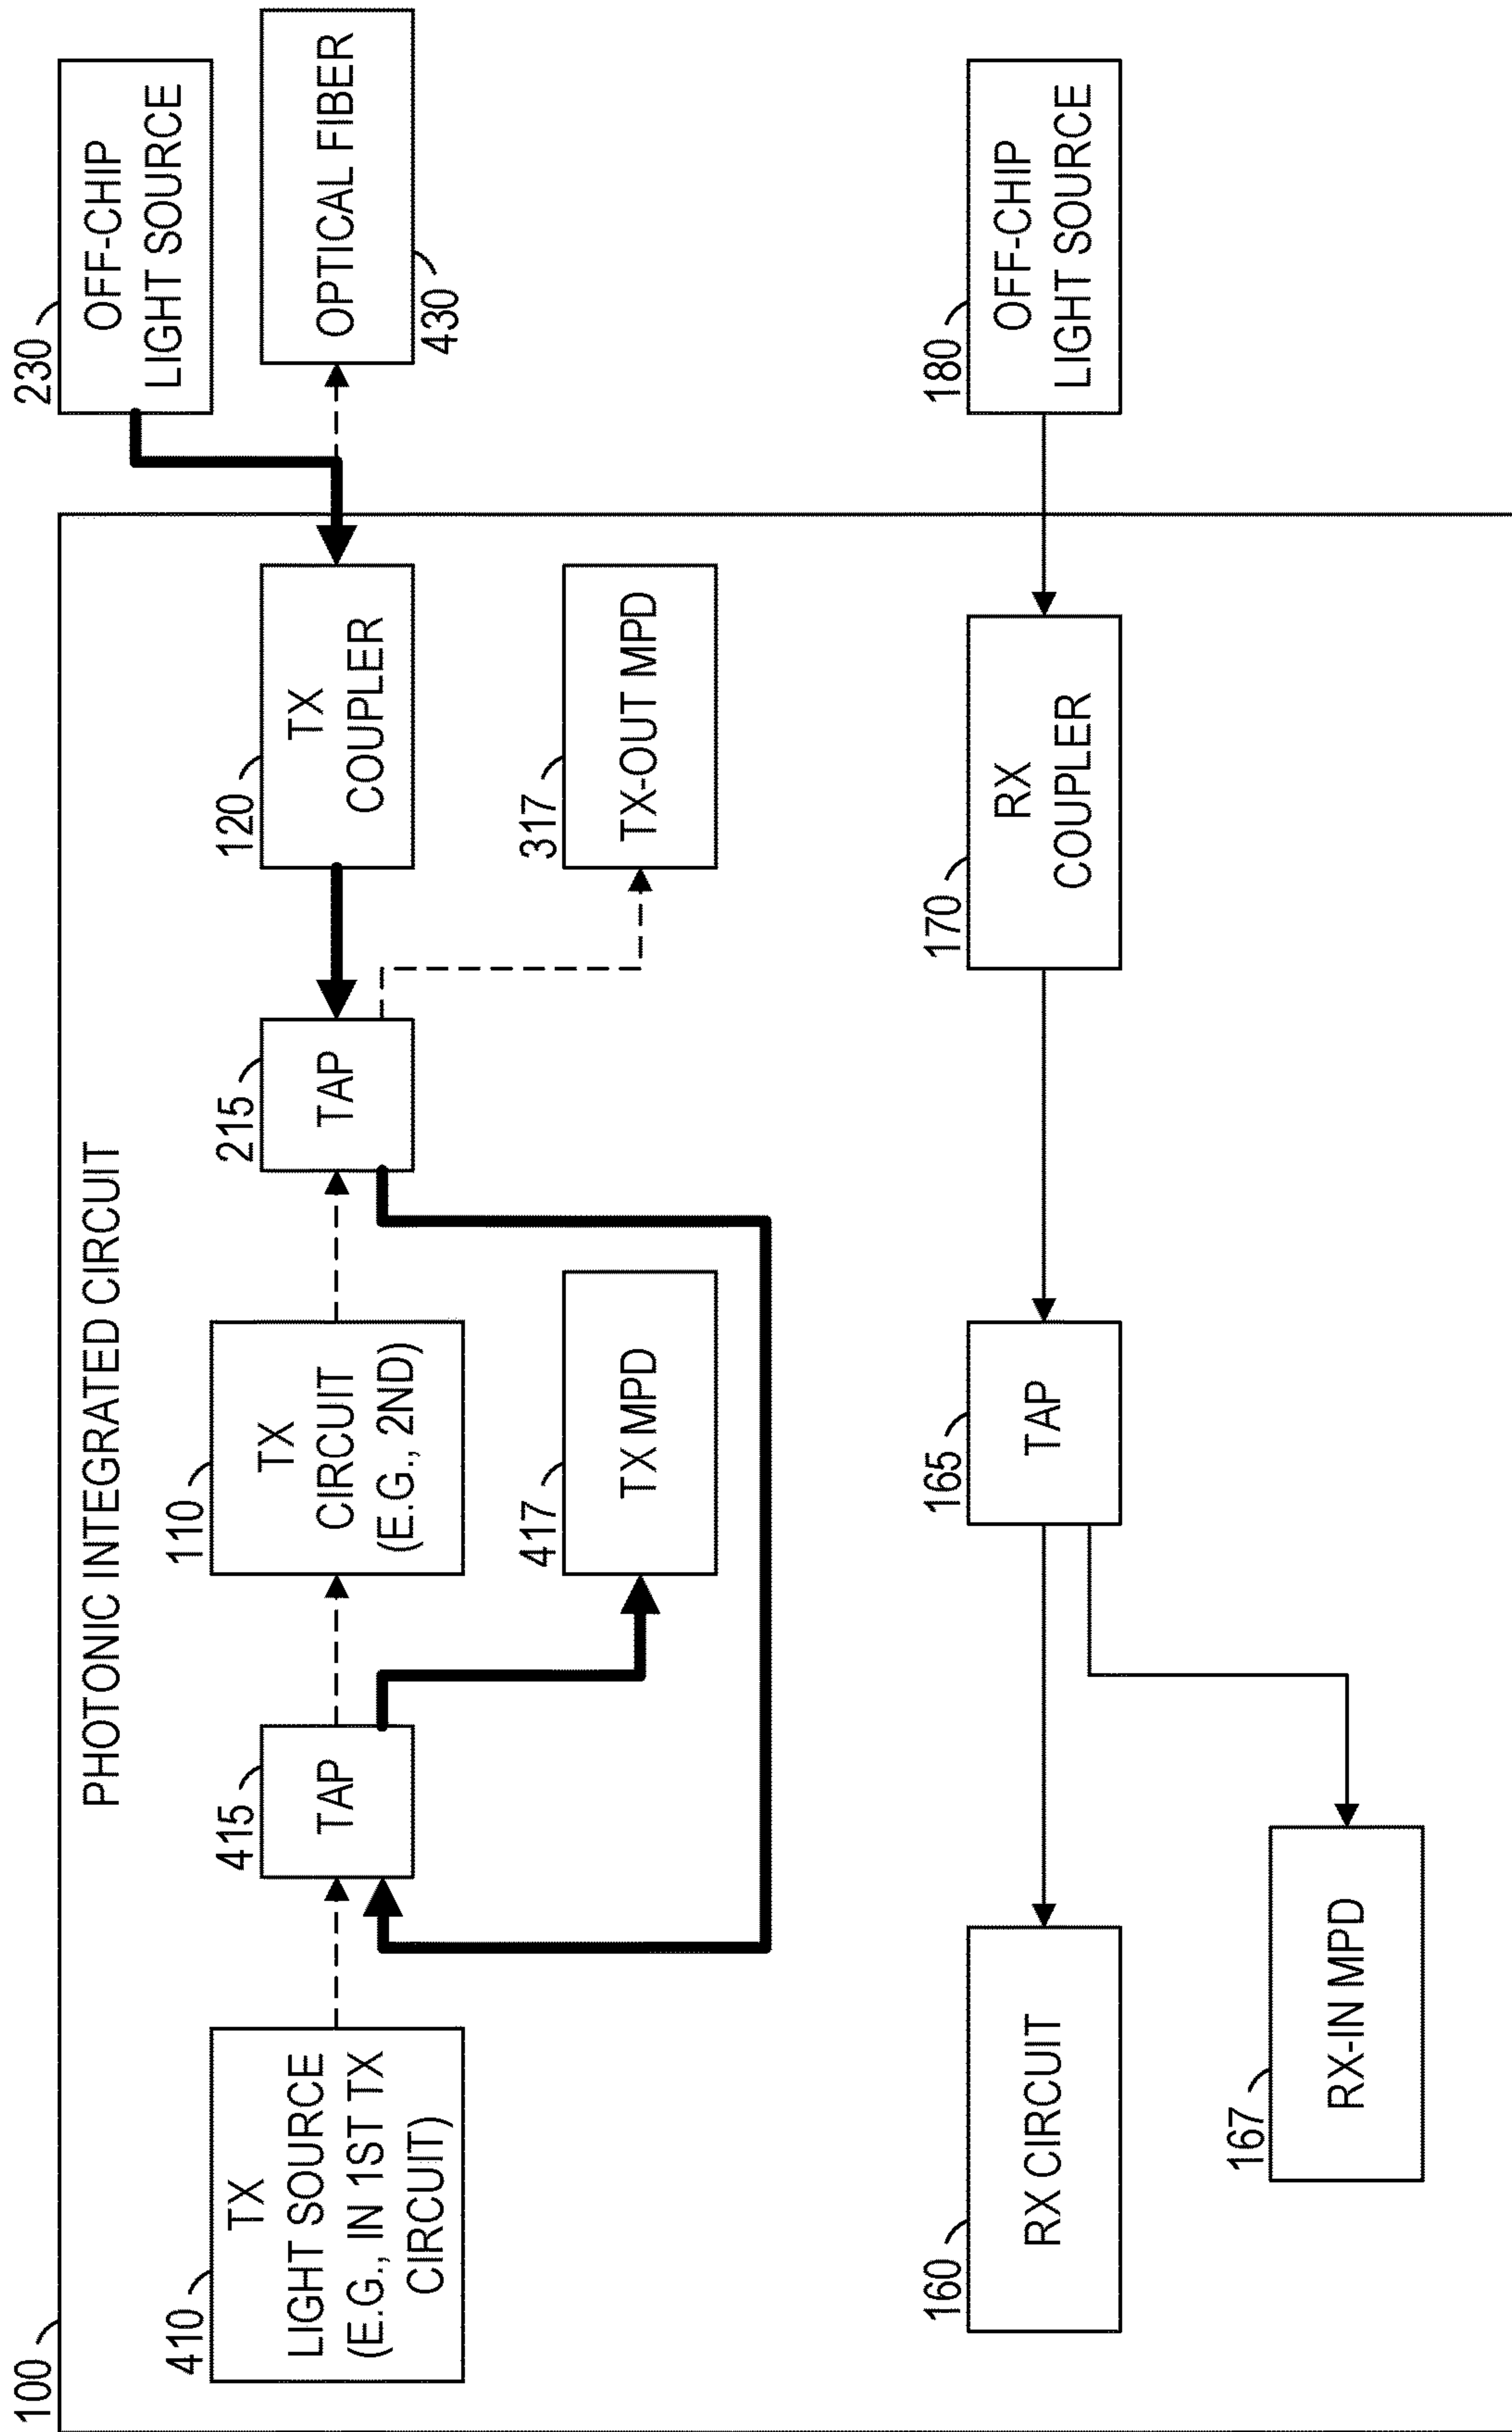 100
PHOTONIC INTEGRATED CIRCUIT
410
TX
LIGHT SOURCE
(E.G., IN 1ST TX
CIRCUIT)
415
TAP
110
TX
CIRCUIT
(E.G., 2ND)
215
TAP
120
TX
COUPLER
230
OFF-CHIP
LIGHT SOURCE
OPTICAL FIBER
430
417
TX MPD
317
TX-OUT MPD
160
RX CIRCUIT
165
TAP
170
RX
COUPLER
180
OFF-CHIP
LIGHT SOURCE
167
RX-IN MPD